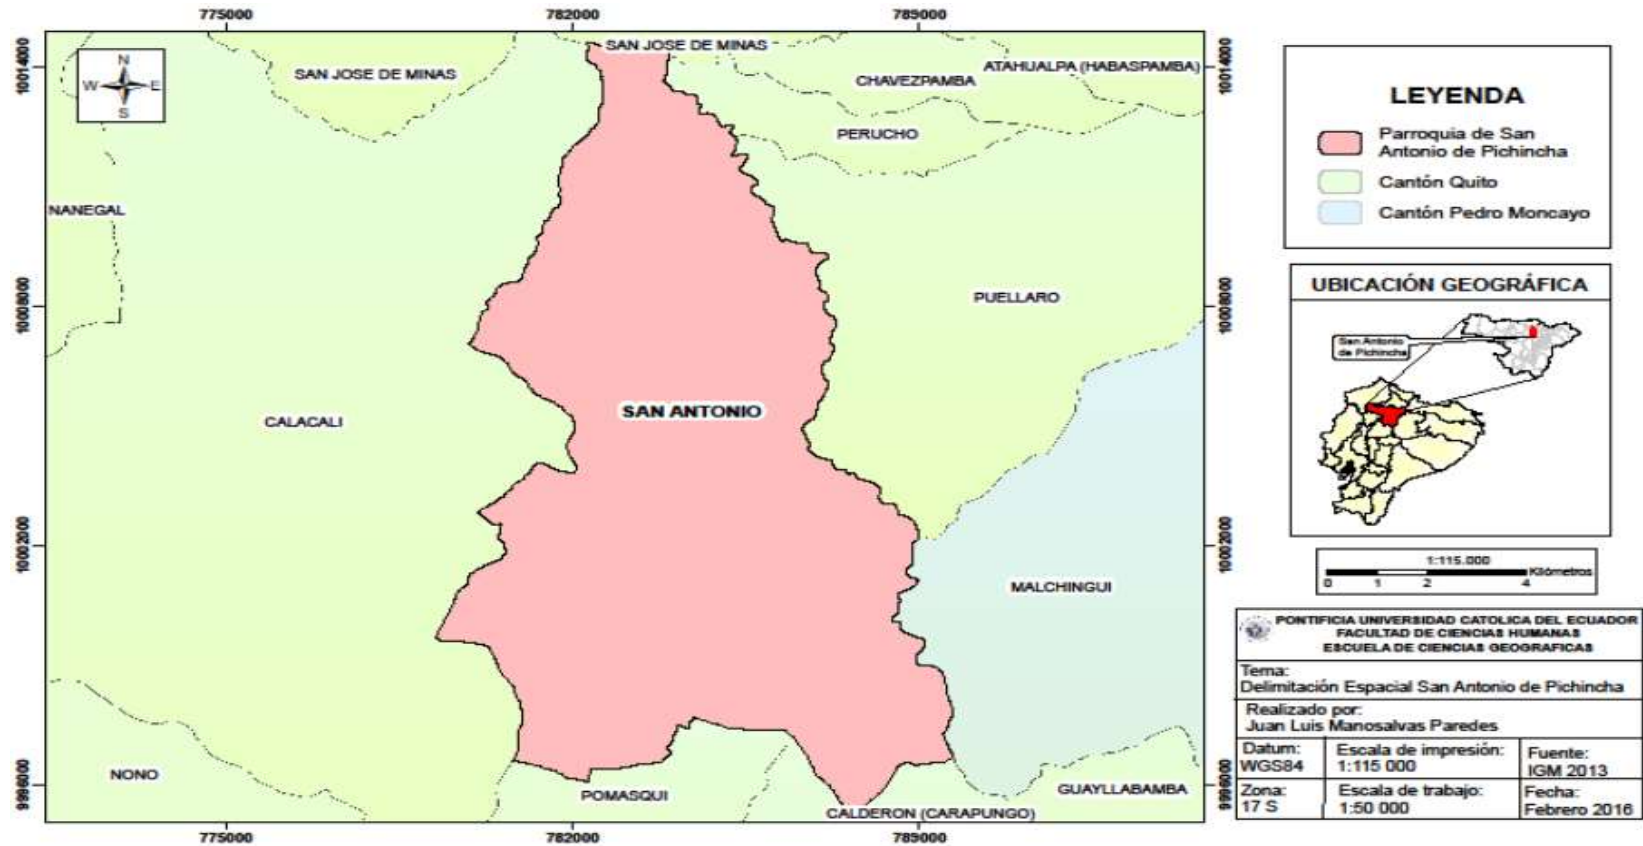 775000
782000
789000
10014000
10014000
SAN JOSE DE MINAS
SAN JOSE DE MINAS
ATAHUALPA (HABASPAMBA)
CHAVEZPAMBA
PERUCHO
N
W
E
S
NANEGAL
PUELLARO
10008000
10008000
CALACALI
SAN ANTONIO
10002000
10002000
MALCHINGUI
NONO
POMASQUI
GUAYLLABAMBA
CALDERON (CARAPUNGO)
9996000
9996000
775000
782000
789000
LEYENDA
Parroquia de San
Antonio de Pichincha
Cantón Quito
Cantón Pedro Moncayo
UBICACIÓN GEOGRÁFICA
San Antonio
de Pichincha
1:115.000
0 1 2 4 Kilómetros
PONTIFICIA UNIVERSIDAD CATOLICA DEL ECUADOR
FACULTAD DE CIENCIAS HUMANAS
ESCUELA DE CIENCIAS GEOGRAFICAS
Tema:
Delimitación Espacial San Antonio de Pichincha
Realizado por:
Juan Luis Manosalvas Paredes
Datum:
WGS84
Escala de impresión:
1:115 000
Fuente:
IGM 2013
Zona:
17 S
Escala de trabajo:
1:50 000
Fecha:
Febrero 2016